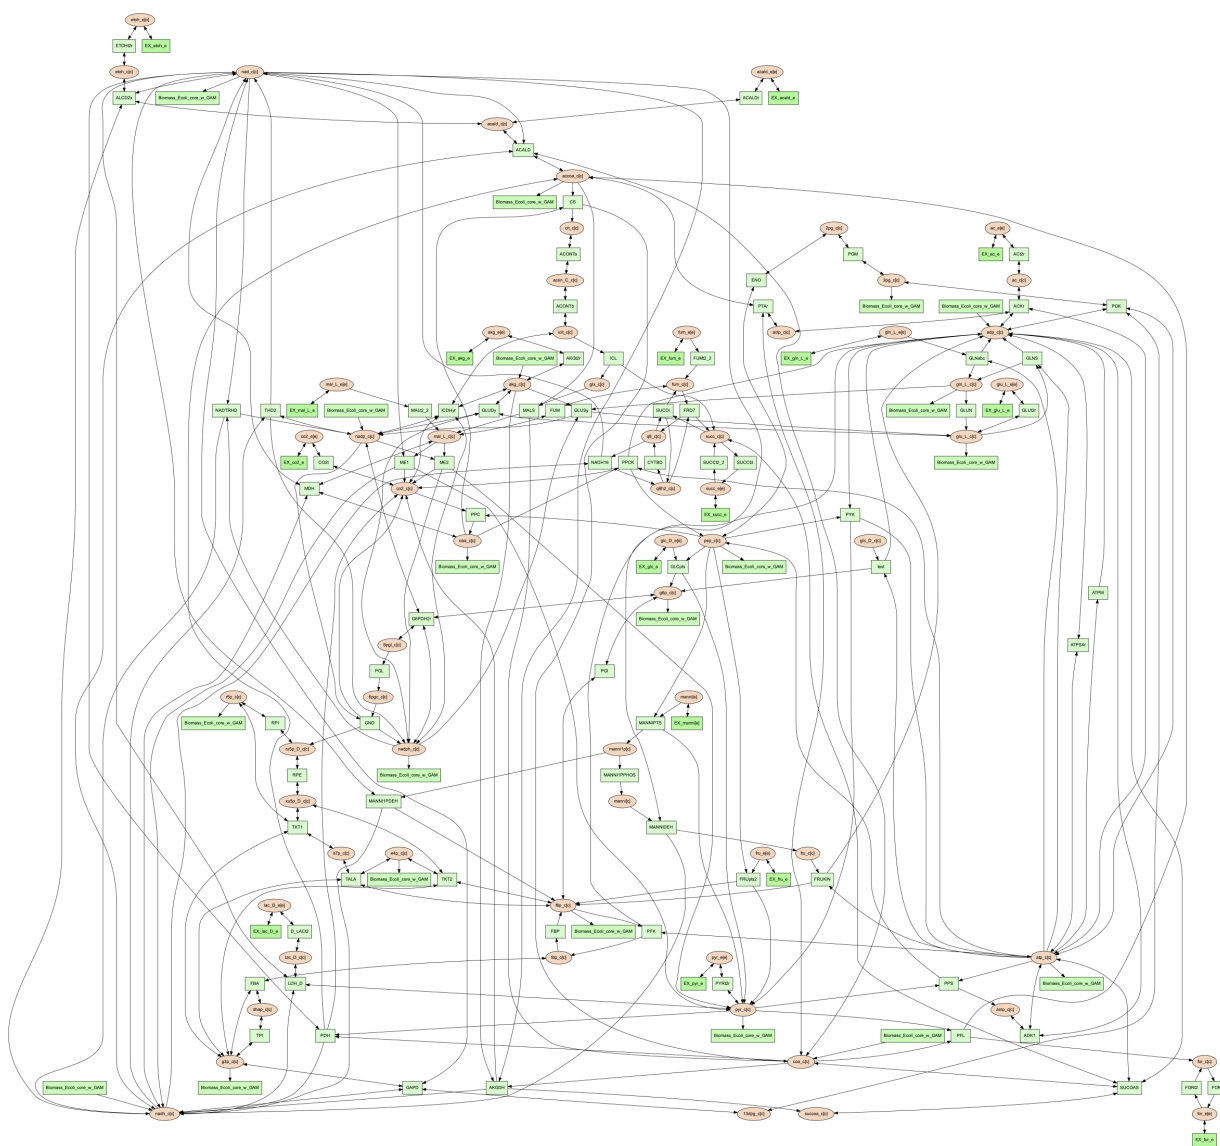 etoh_e[e]
ETOHt2r
EX_etoh_e
etoh_c[c]
nad_c[c]
acald_e[e]
ALCD2x
Biomass_Ecoli_core_w_GAM
ACALDt
EX_acald_e
acald_c[c]
ACALD
accoa_c[c]
Biomass_Ecoli_core_w_GAM
CS
cit_c[c]
2pg_c[c]
ac_e[e]
ACONTa
PGM
EX_ac_e
ACt2r
acon_C_c[c]
ENO
3pg_c[c]
ac_c[c]
ACONTb
PTAr
Biomass_Ecoli_core_w_GAM
Biomass_Ecoli_core_w_GAM
ACKr
PGK
akg_e[e]
icit_c[c]
fum_e[e]
actp_c[c]
gln_L_e[e]
adp_c[c]
EX_akg_e
AKGt2r
ICL
EX_fum_e
FUMt2_2
EX_gln_L_e
GLNabc
GLNS
mal_L_e[e]
Biomass_Ecoli_core_w_GAM
akg_c[c]
glx_c[c]
fum_c[c]
gln_L_c[c]
glu_L_e[e]
EX_mal_L_e
MALt2_2
Biomass_Ecoli_core_w_GAM
NADTRHD
THD2
ICDHyr
GLUDy
MALS
FUM
GLUSy
SUCDi
FRD7
Biomass_Ecoli_core_w_GAM
GLUN
EX_glu_L_e
GLUt2r
co2_e[e]
nadp_c[c]
mal_L_c[c]
q8_c[c]
succ_c[c]
glu_L_c[c]
EX_co2_e
CO2t
ME1
ME2
NADH16
PPCK
CYTBD
SUCCt2_2
SUCCt3
Biomass_Ecoli_core_w_GAM
MDH
co2_c[c]
q8h2_c[c]
succ_e[e]
PPC
EX_succ_e
PYK
oaa_c[c]
glc_D_e[e]
pep_c[c]
glc_D_c[c]
Biomass_Ecoli_core_w_GAM
EX_glc_e
GLCpts
Biomass_Ecoli_core_w_GAM
test
g6p_c[c]
ATPM
G6PDH2r
Biomass_Ecoli_core_w_GAM
6pgl_c[c]
ATPS4r
PGL
PGI
r5p_c[c]
6pgc_c[c]
mannl[e]
Biomass_Ecoli_core_w_GAM
RPI
GND
MANNIPTS
EX_mannl[e]
ru5p_D_c[c]
nadph_c[c]
mannl1p[c]
RPE
Biomass_Ecoli_core_w_GAM
MANNI1PPHOS
xu5p_D_c[c]
MANNI1PDEH
mannl[c]
TKT1
MANNIDEH
s7p_c[c]
e4p_c[c]
fru_e[e]
fru_c[c]
TALA
Biomass_Ecoli_core_w_GAM
TKT2
FRUpts2
EX_fru_e
FRUKIN
lac_D_e[e]
f6p_c[c]
EX_lac_D_e
D_LACt2
FBP
Biomass_Ecoli_core_w_GAM
PFK
lac_D_c[c]
fdp_c[c]
pyr_e[e]
atp_c[c]
FBA
LDH_D
EX_pyr_e
PYRt2r
PPS
Biomass_Ecoli_core_w_GAM
dhap_c[c]
pyr_c[c]
amp_c[c]
TPI
PDH
Biomass_Ecoli_core_w_GAM
Biomass_Ecoli_core_w_GAM
PFL
ADK1
g3p_c[c]
coa_c[c]
for_c[c]
Biomass_Ecoli_core_w_GAM
Biomass_Ecoli_core_w_GAM
GAPD
AKGDH
SUCOAS
FORt2
nadh_c[c]
13dpg_c[c]
succoa_c[c]
for_e[e]
EX_for_e